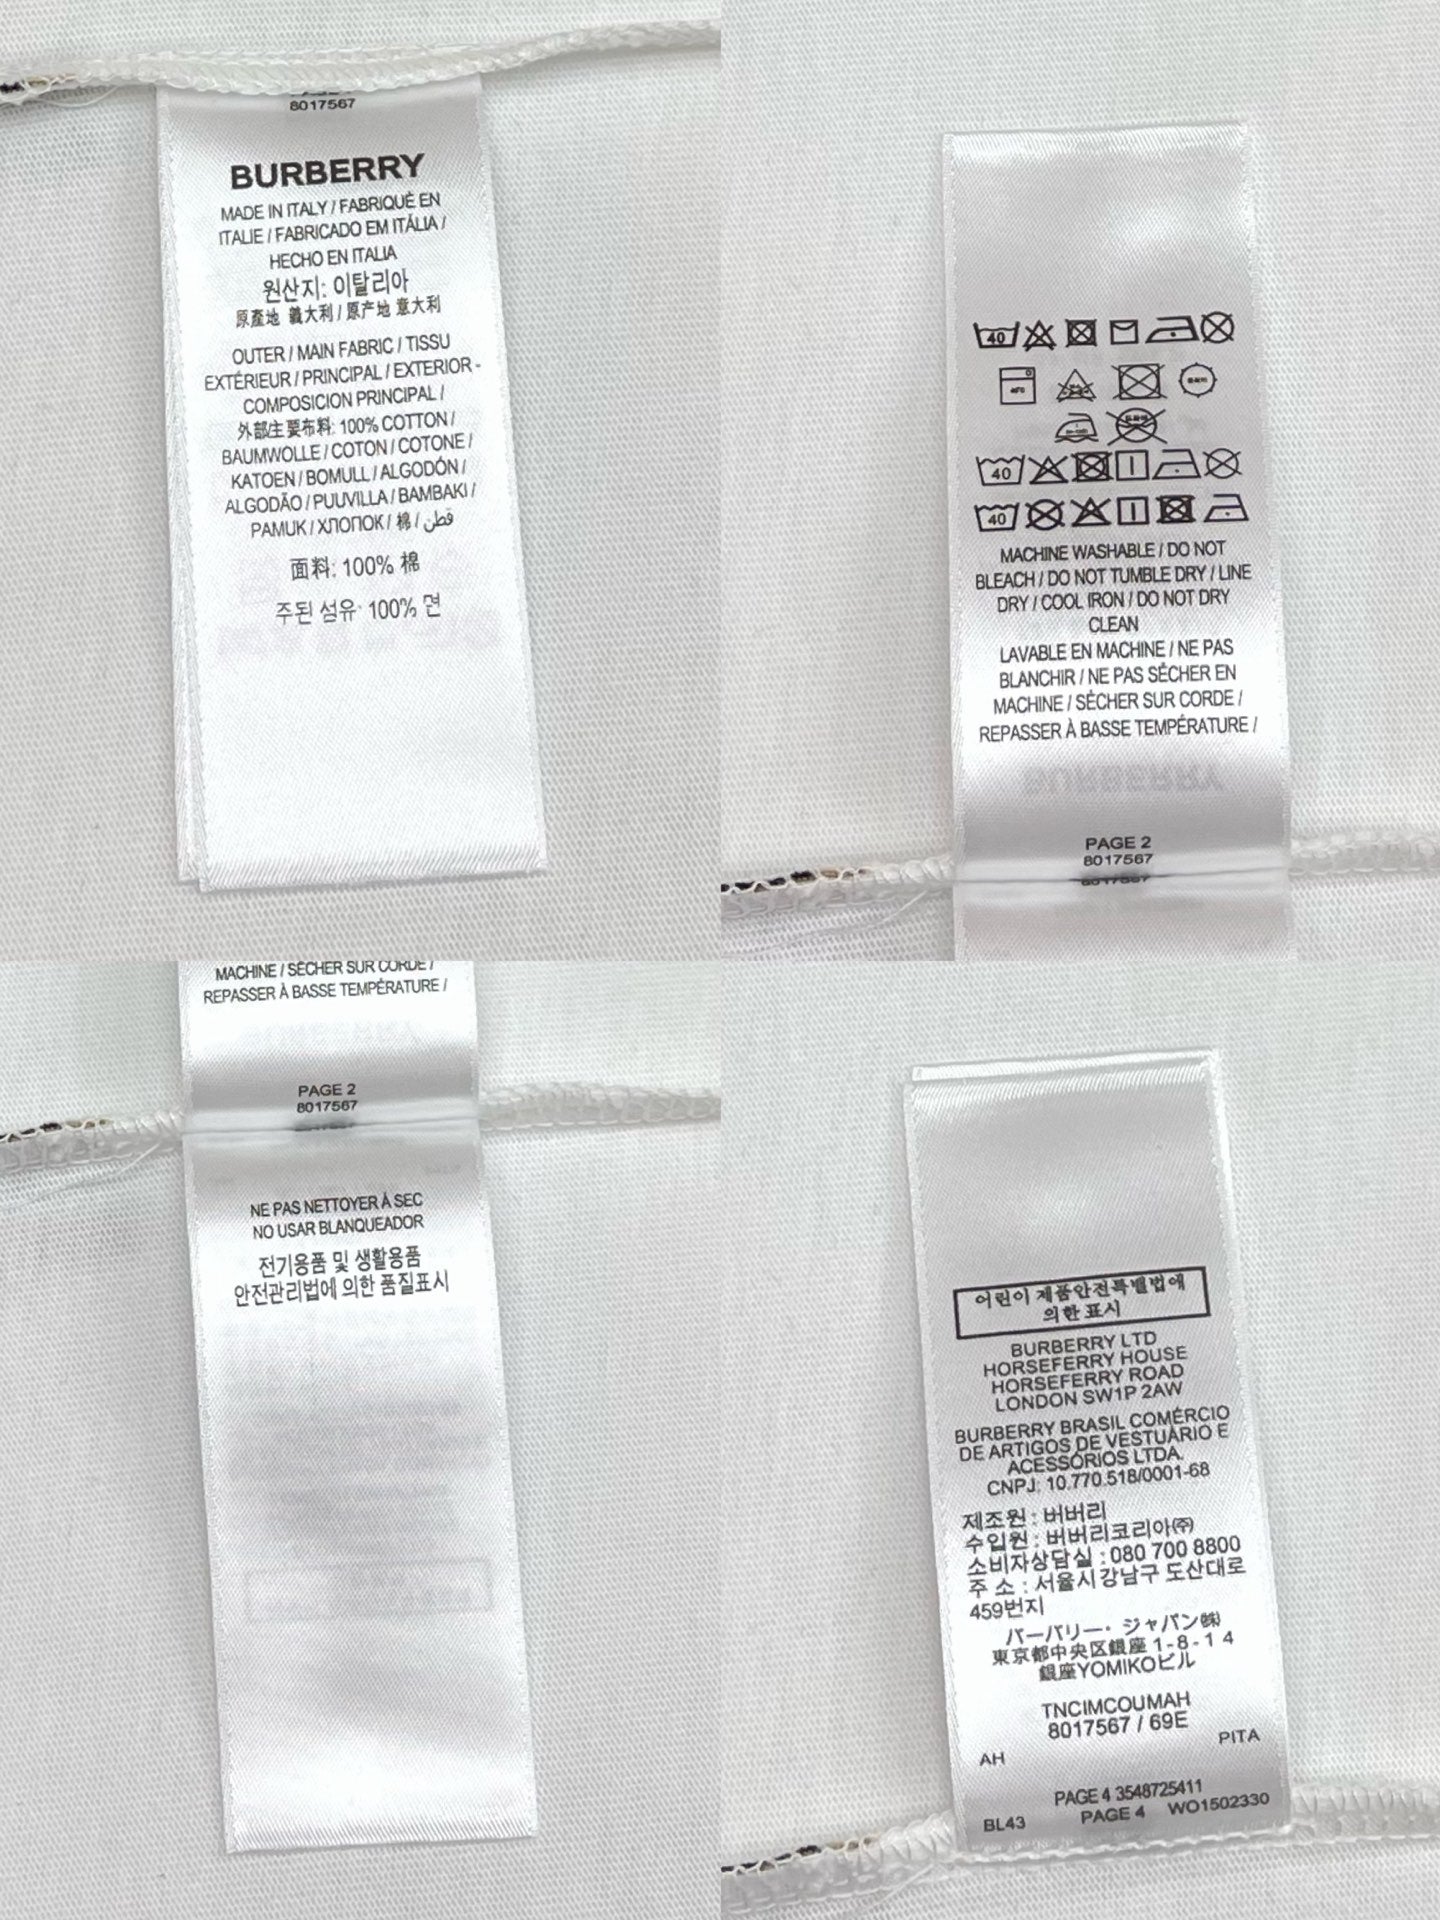 8017567
BURBERRY
MADE IN ITALY / FABRIQUÉ EN
ITALIE / FABRICADO EM ITÁLIA /
HECHO EN ITALIA
원산지: 이탈리아
原產地 義大利 / 原产地 意大利
OUTER / MAIN FABRIC / TISSU
EXTÉRIEUR / PRINCIPAL / EXTERIOR -
COMPOSICION PRINCIPAL /
外部主要布料: 100% COTTON /
BAUMWOLLE / COTON / COTONE /
KATOEN / BOMULL / ALGODÓN /
ALGODÃO / PUUVILLA / BAMBAKI /
PAMUK / ХЛОПОК / 棉 / قطن
面料: 100% 棉
주된 섬유: 100% 면
40
40
40
MACHINE WASHABLE / DO NOT
BLEACH / DO NOT TUMBLE DRY / LINE
DRY / COOL IRON / DO NOT DRY
CLEAN
LAVABLE EN MACHINE / NE PAS
BLANCHIR / NE PAS SÉCHER EN
MACHINE / SÉCHER SUR CORDE /
REPASSER À BASSE TEMPÉRATURE /
PAGE 2
8017567
MACHINE / SÉCHER SUR CORDE /
REPASSER À BASSE TEMPÉRATURE /
PAGE 2
8017567
NE PAS NETTOYER À SEC
NO USAR BLANQUEADOR
전기용품 및 생활용품
안전관리법에 의한 품질표시
어린이 제품안전특별법에
의한 표시
BURBERRY LTD
HORSEFERRY HOUSE
HORSEFERRY ROAD
LONDON SW1P 2AW
BURBERRY BRASIL COMÉRCIO
DE ARTIGOS DE VESTUÁRIO E
ACESSÓRIOS LTDA.
CNPJ: 10.770.518/0001-68
제조원 : 버버리
수입원 : 버버리코리아㈜
소비자상담실 : 080 700 8800
주 소 : 서울시 강남구 도산대로
459번지
バーバリー・ジャパン㈱
東京都中央区銀座 1-8-14
銀座YOMIKOビル
TNCIMCOUMAH
8017567 / 69E
AH PITA
PAGE 4 3548725411
BL43 PAGE 4 WO1502330